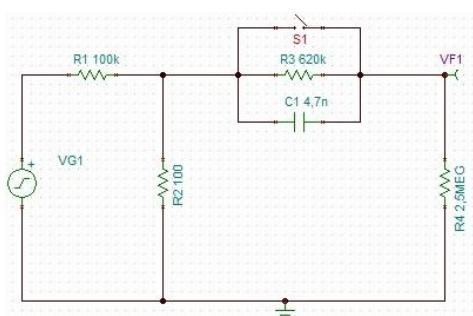 S1
VF1
R1 100k
R3 620k
C1 4,7n
+
VG1
R2 100
R4 2,5MEG